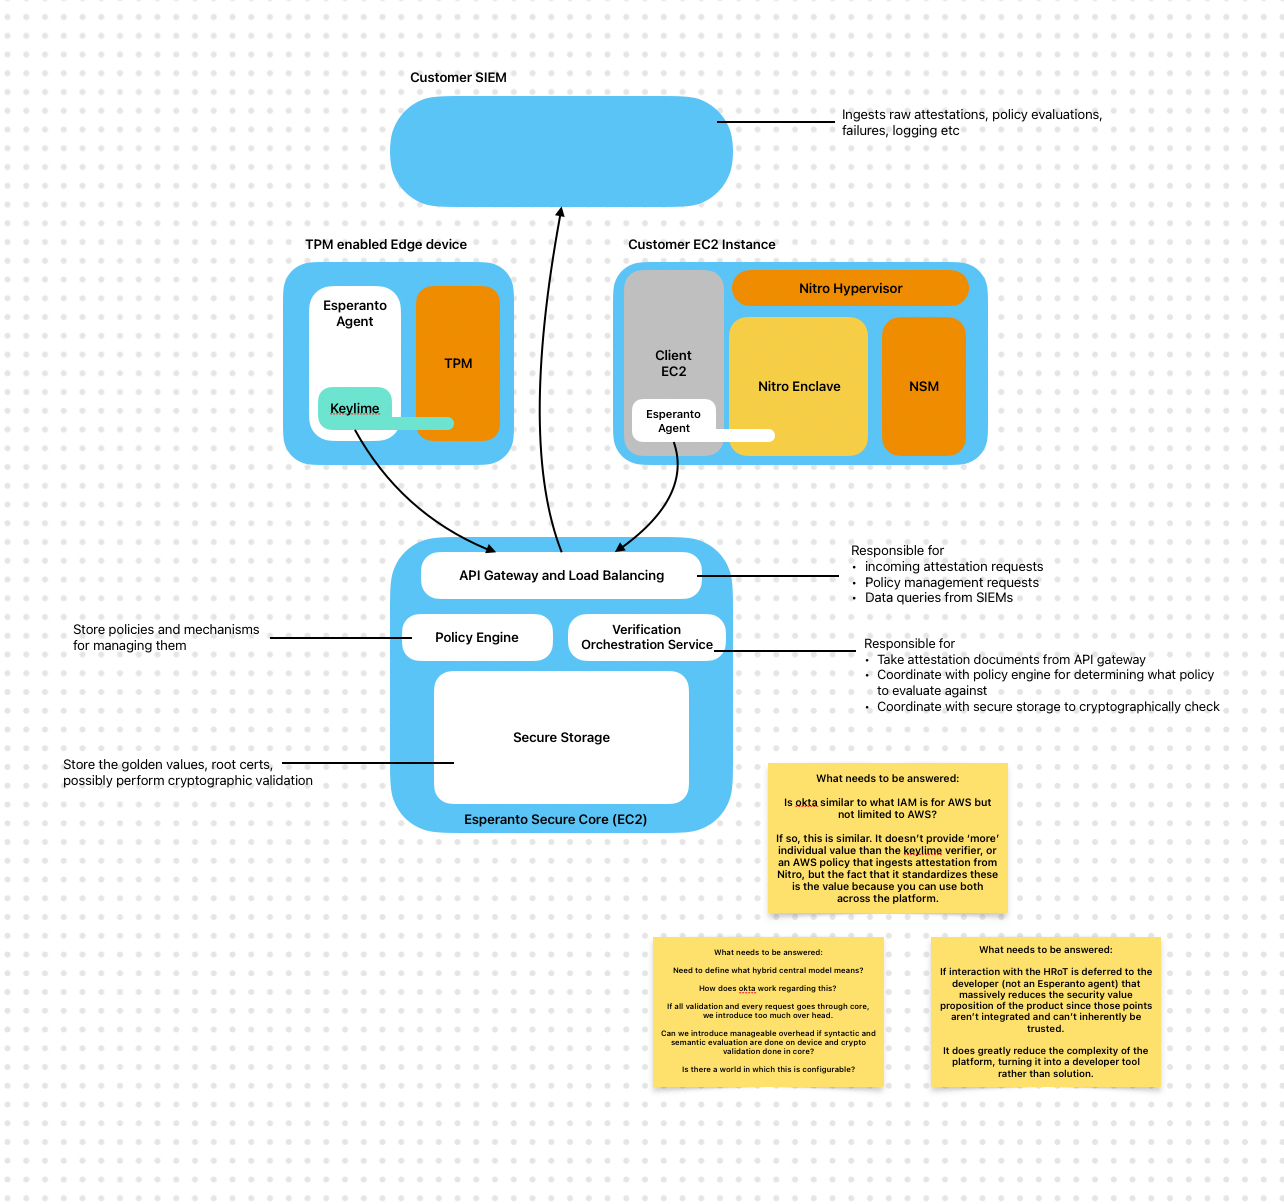 Customer SIEM
Ingests raw attestations, policy evaluations,
failures, logging etc
TPM enabled Edge device
Esperanto
Agent
TPM
Keylime
Customer EC2 Instance
Nitro Hypervisor
Client
EC2
Nitro Enclave
NSM
Esperanto
Agent
API Gateway and Load Balancing
Responsible for
• incoming attestation requests
• Policy management requests
• Data queries from SIEMs
Store policies and mechanisms
for managing them
Policy Engine
Verification
Orchestration Service
Responsible for
• Take attestation documents from API gateway
• Coordinate with policy engine for determining what policy
to evaluate against
• Coordinate with secure storage to cryptographically check
Secure Storage
Store the golden values, root certs,
possibly perform cryptographic validation
Esperanto Secure Core (EC2)
What needs to be answered:
Is okta similar to what IAM is for AWS but
not limited to AWS?
If so, this is similar. It doesn't provide 'more'
individual value than the keylime verifier, or
an AWS policy that ingests attestation from
Nitro, but the fact that it standardizes these
is the value because you can use both
across the platform.
What needs to be answered:
Need to define what hybrid central model means?
How does okta work regarding this?
If all validation and every request goes through core,
we introduce too much over head.
Can we introduce manageable overhead if syntactic and
semantic evaluation are done on device and crypto
validation done in core?
Is there a world in which this is configurable?
What needs to be answered:
If interaction with the HRoT is deferred to the
developer (not an Esperanto agent) that
massively reduces the security value
proposition of the product since those points
aren't integrated and can't inherently be
trusted.
It does greatly reduce the complexity of the
platform, turning it into a developer tool
rather than solution.